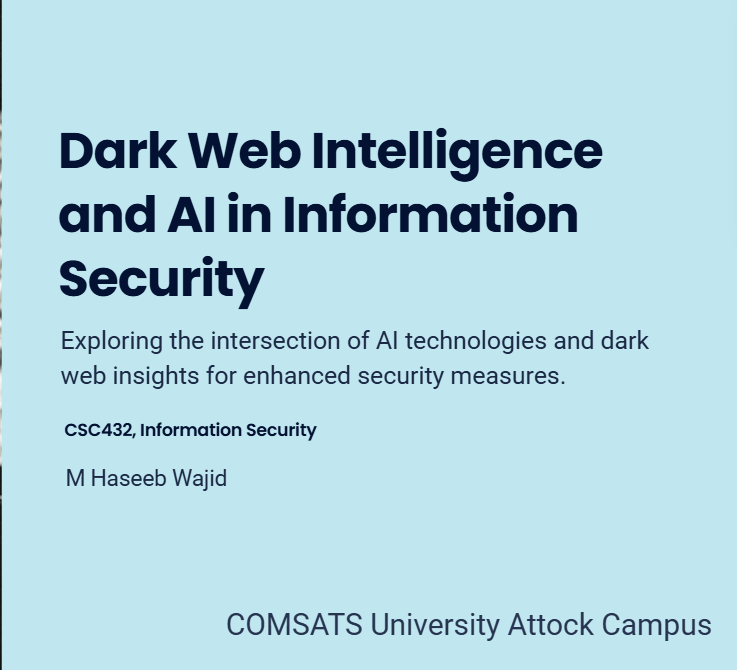 Dark Web Intelligence
and AI in Information
Security
Exploring the intersection of AI technologies and dark
web insights for enhanced security measures.
CSC432, Information Security
M Haseeb Wajid
COMSATS University Attock Campus